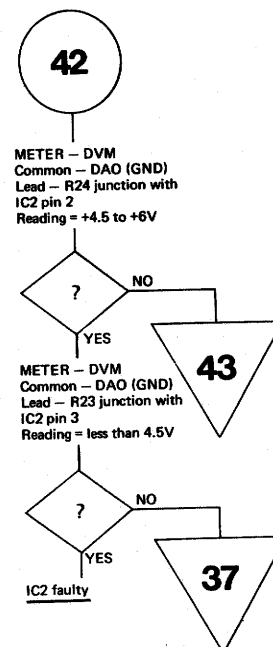 42
METER – DVM
Common – DAO (GND)
Lead – R24 junction with
IC2 pin 2
Reading = +4.5 to +6V
?
NO
YES
43
METER – DVM
Common – DAO (GND)
Lead – R23 junction with
IC2 pin 3
Reading = less than 4.5V
?
NO
YES
37
IC2 faulty